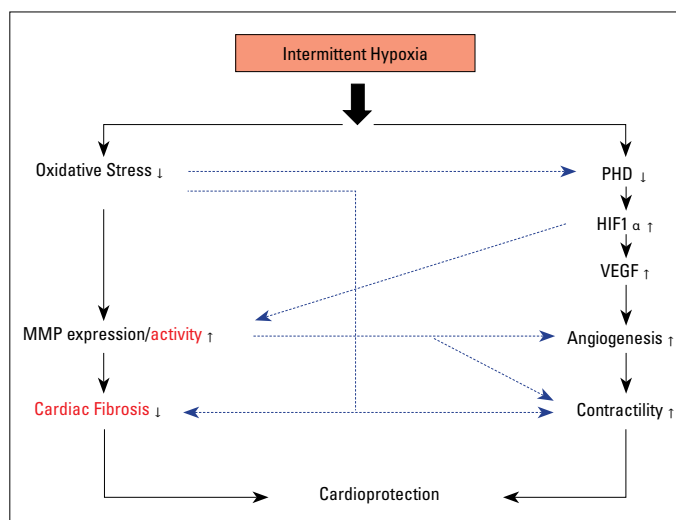 Intermittent Hypoxia
Oxidative Stress ↓
PHD ↓
HIF1 α ↑
VEGF ↑
MMP expression/activity ↑
Angiogenesis ↑
Cardiac Fibrosis ↓
Contractility ↑
Cardioprotection